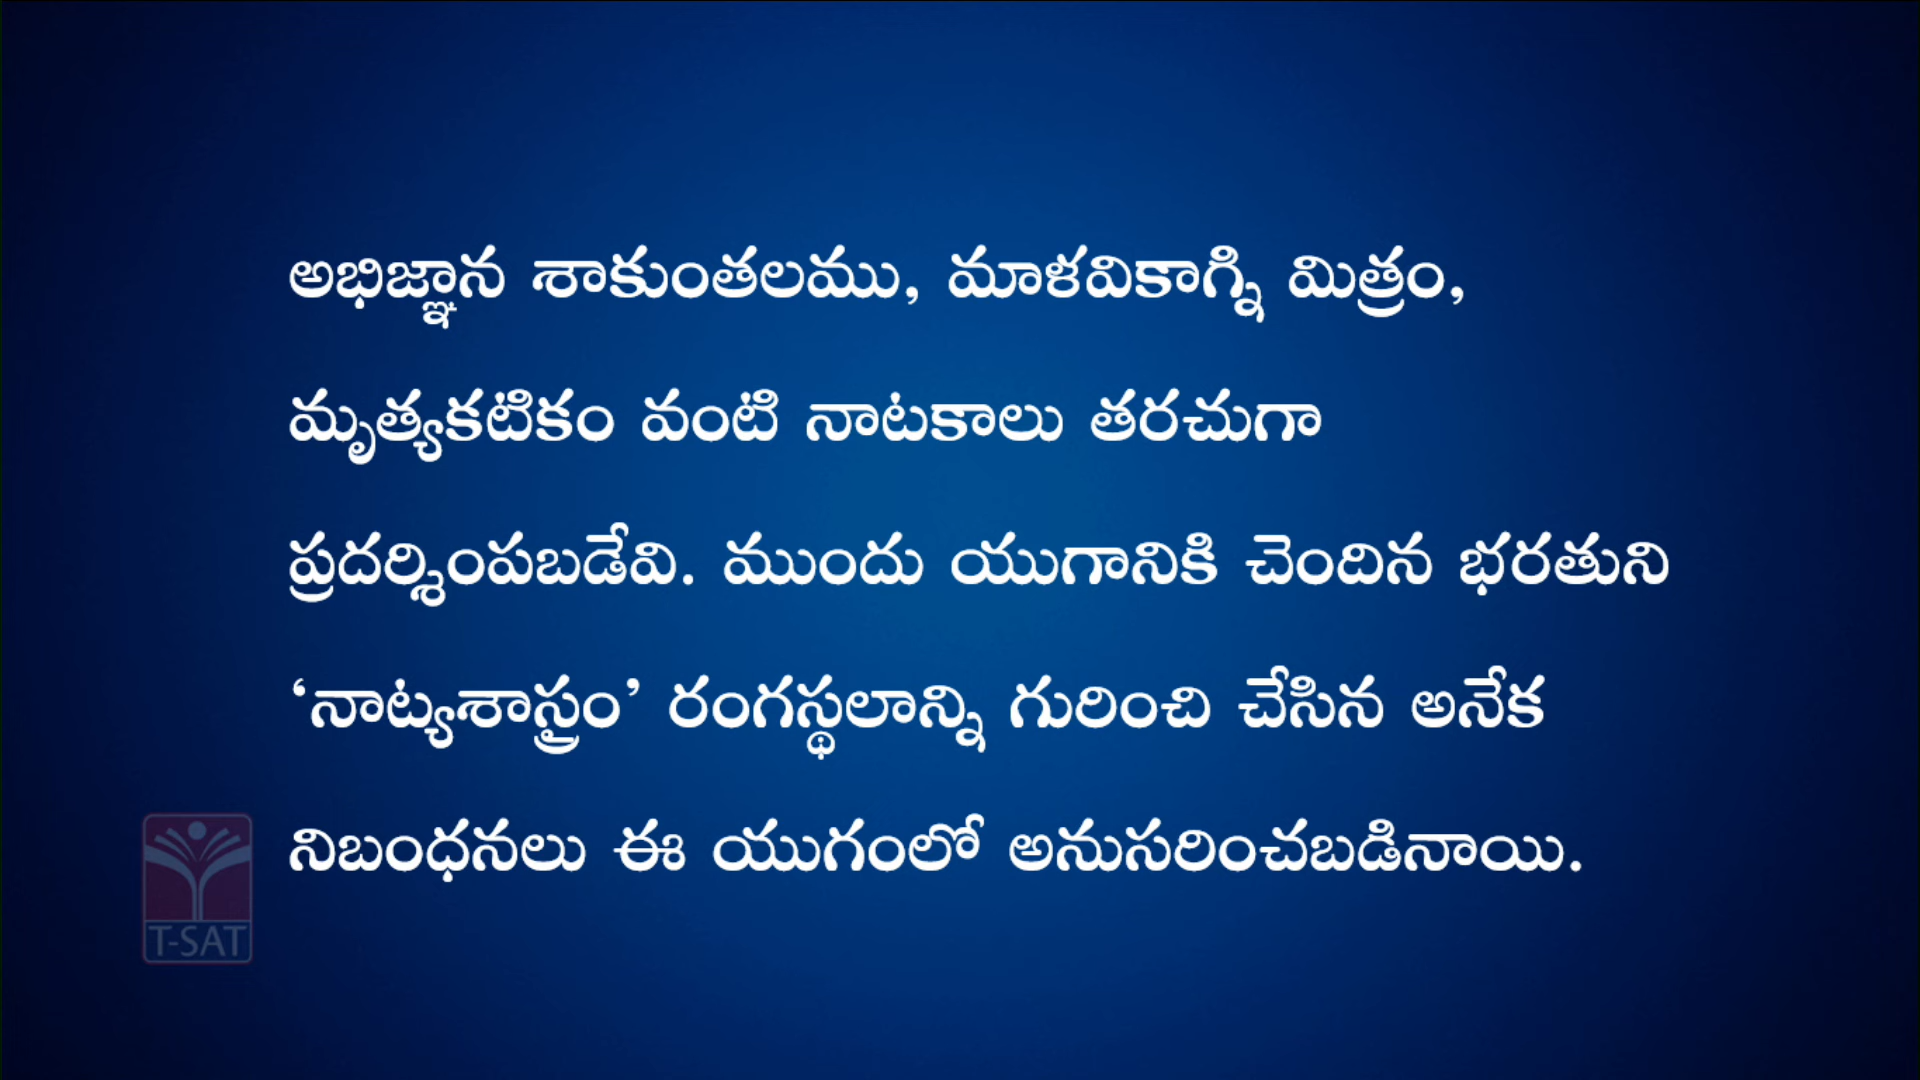 అభిజ్ఞాన శాకుంతలము, మాళవికాగ్ని మిత్రం,
మృత్యకటికం వంటి నాటకాలు తరచుగా
ప్రదర్శింపబడేవి. ముందు యుగానికి చెందిన భరతుని
‘నాట్యశాస్త్రం’ రంగస్థలాన్ని గురించి చేసిన అనేక
నిబంధనలు ఈ యుగంలో అనుసరించబడినాయి.
T-SAT